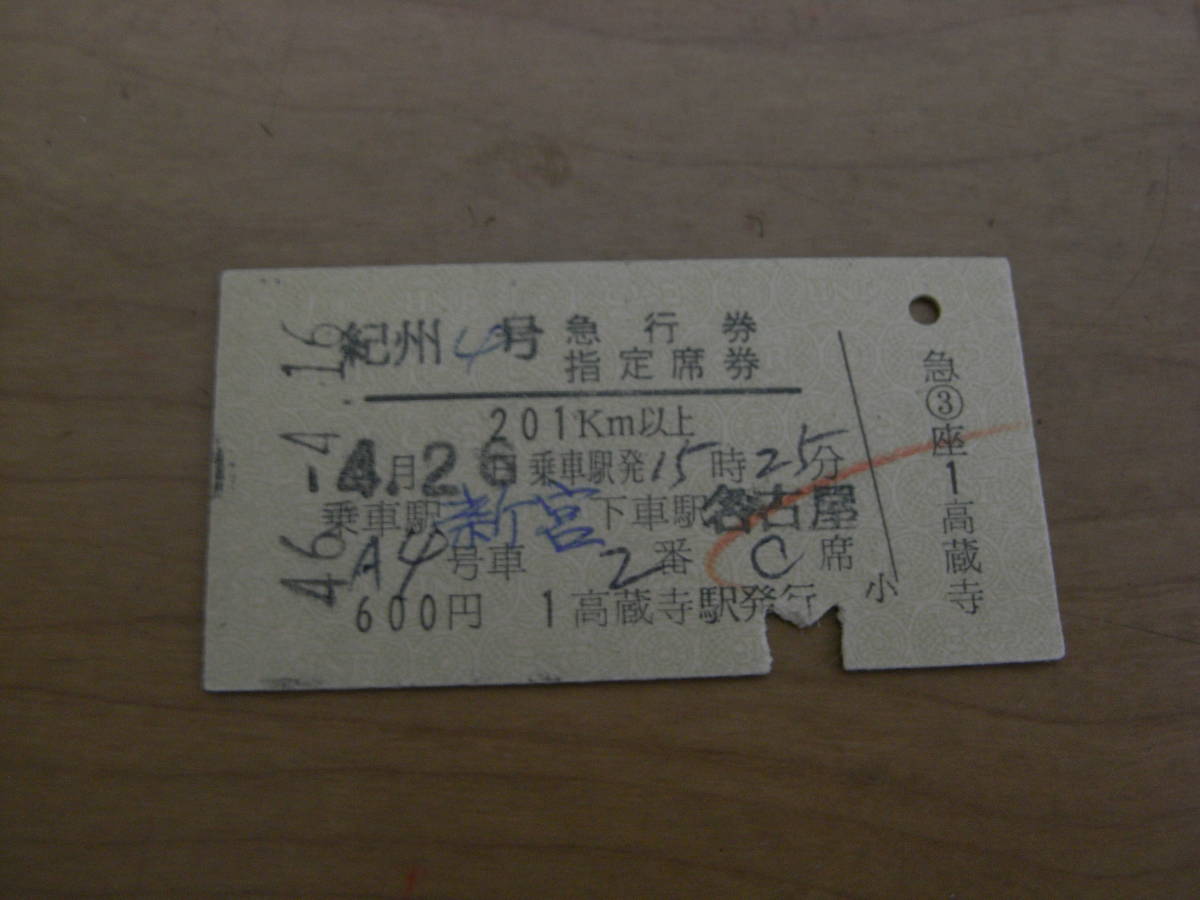 46.-4.16
紀州4号 急行券
指定席券
201Km以上
4月26日 乗車駅発15時25分
乗車駅 新宮 下車駅 名古屋
A4号車 2番 C席
600円 1高蔵寺駅発行
小
急③座1高蔵寺